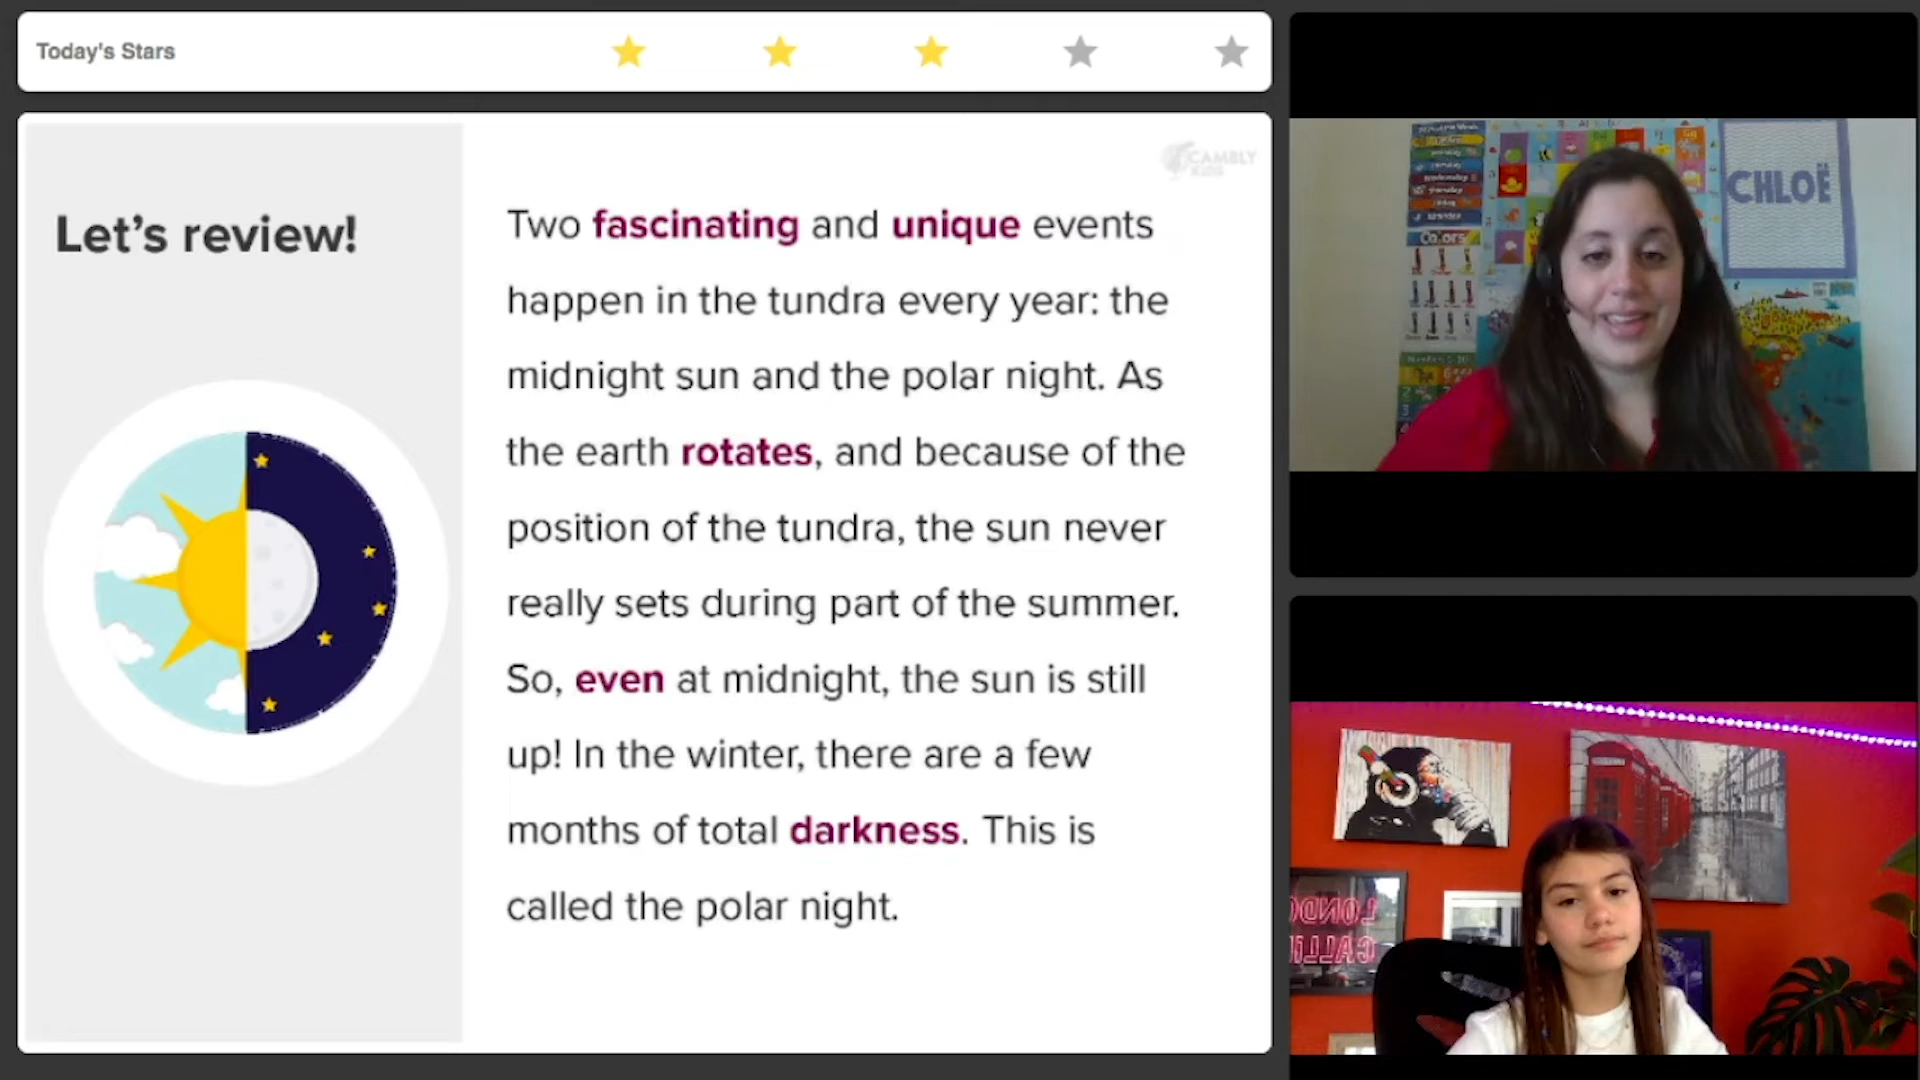 Today's Stars
Let's review!
CAMBLY
KIDS
Two fascinating and unique events
happen in the tundra every year: the
midnight sun and the polar night. As
the earth rotates, and because of the
position of the tundra, the sun never
really sets during part of the summer.
So, even at midnight, the sun is still
up! In the winter, there are a few
months of total darkness. This is
called the polar night.
CHLOË
Colors